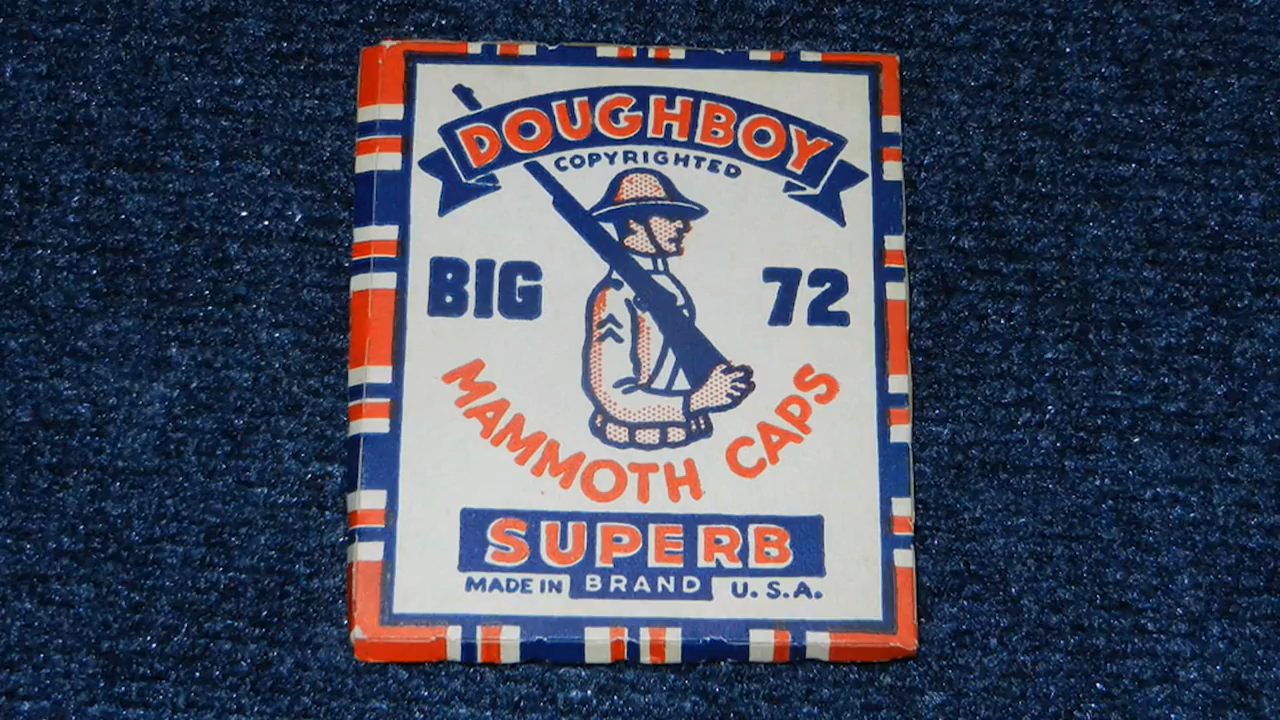 DOUGHBOY
COPYRIGHTED
BIG 72
MAMMOTH CAPS
SUPERB
MADE IN BRAND U.S.A.